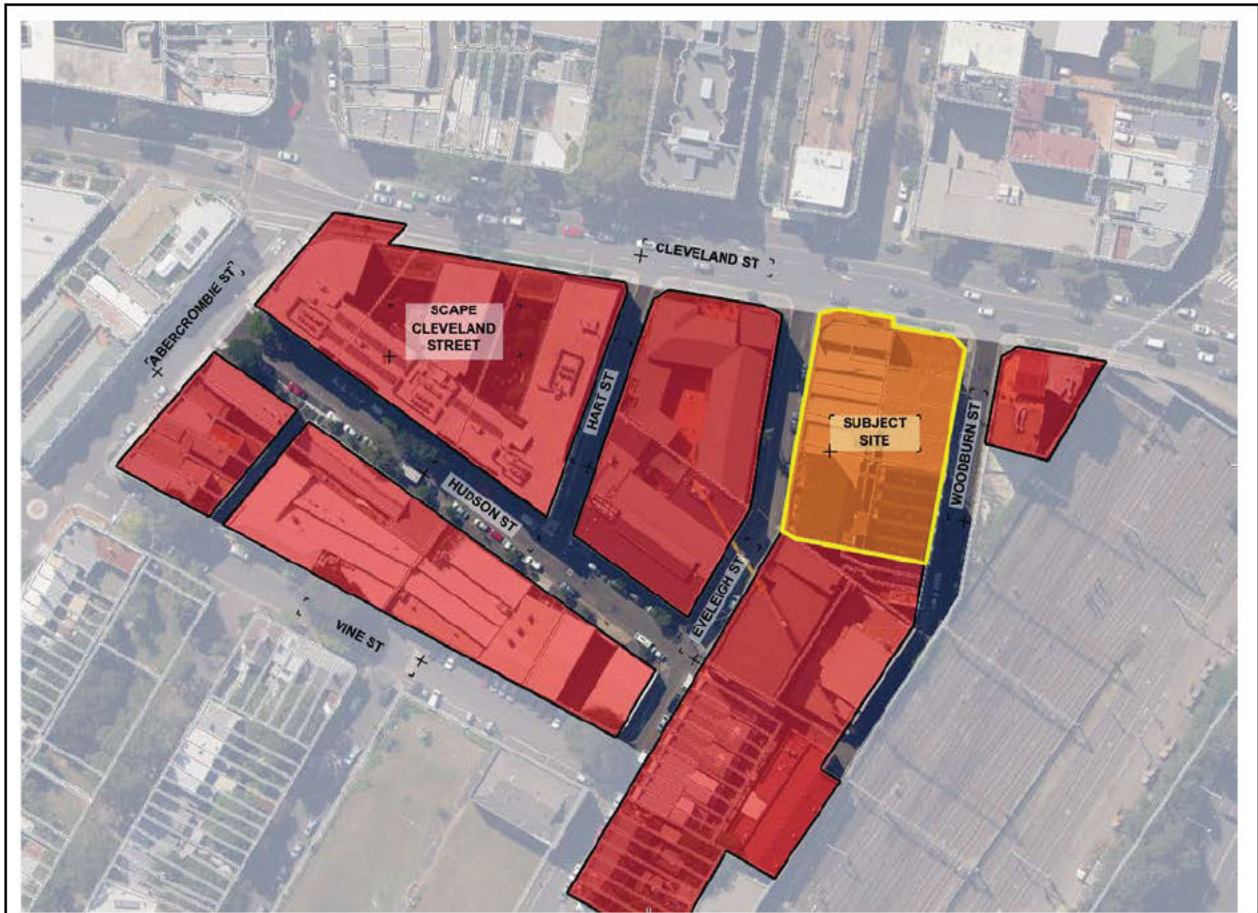 CLEVELAND ST
ABERCROMBIE ST
SCAPE
CLEVELAND
STREET
HART ST
SUBJECT
SITE
WOODBURN ST
HUDSON ST
EVELEIGH ST
VINE ST